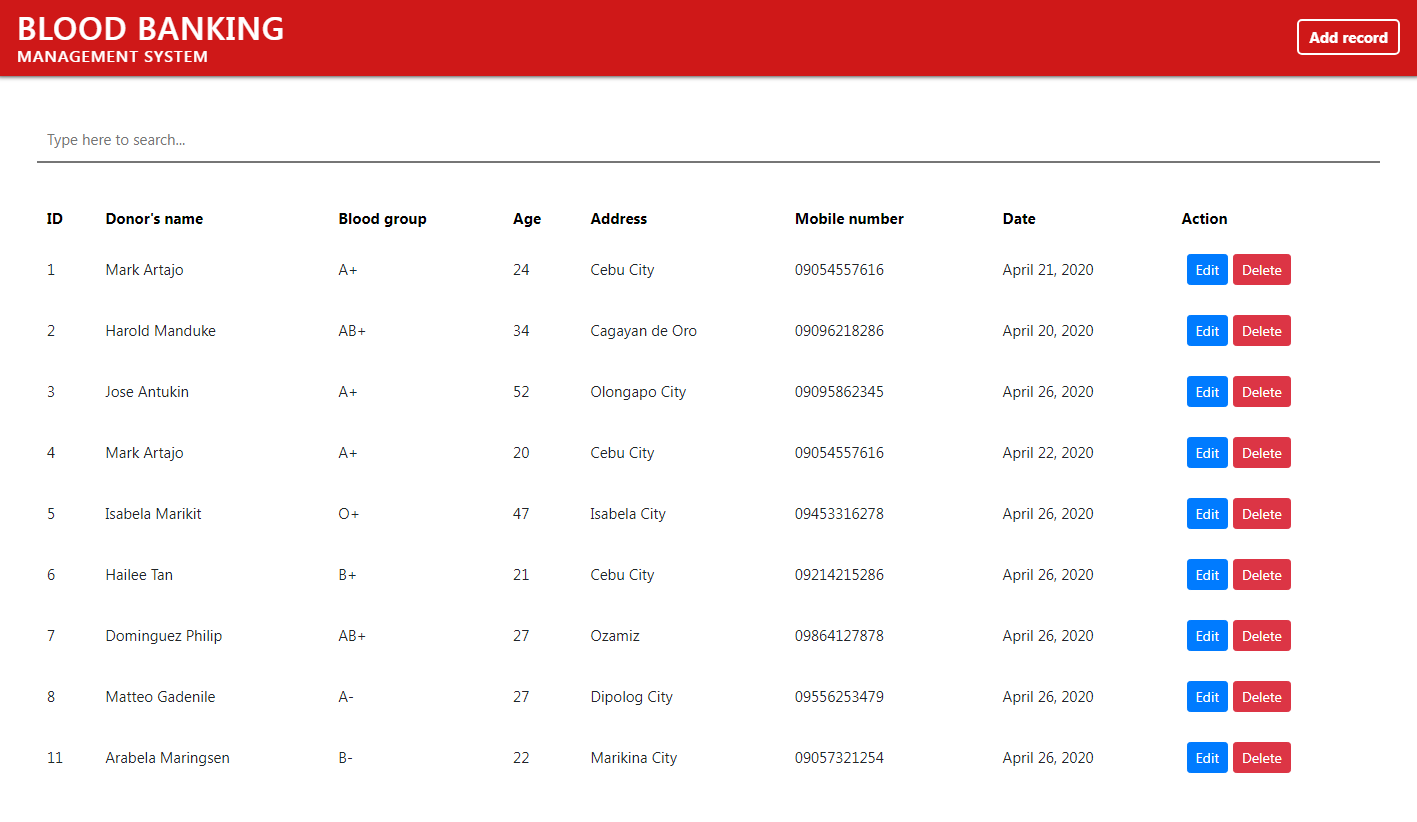 BLOOD BANKING
MANAGEMENT SYSTEM
Add record
Type here to search...
ID Donor's name Blood group Age Address Mobile number Date Action
1 Mark Artajo A+ 24 Cebu City 09054557616 April 21, 2020 Edit Delete
2 Harold Manduke AB+ 34 Cagayan de Oro 09096218286 April 20, 2020 Edit Delete
3 Jose Antukin A+ 52 Olongapo City 09095862345 April 26, 2020 Edit Delete
4 Mark Artajo A+ 20 Cebu City 09054557616 April 22, 2020 Edit Delete
5 Isabela Marikit O+ 47 Isabela City 09453316278 April 26, 2020 Edit Delete
6 Hailee Tan B+ 21 Cebu City 09214215286 April 26, 2020 Edit Delete
7 Dominguez Philip AB+ 27 Ozamiz 09864127878 April 26, 2020 Edit Delete
8 Matteo Gadenile A- 27 Dipolog City 09556253479 April 26, 2020 Edit Delete
11 Arabela Maringsen B- 22 Marikina City 09057321254 April 26, 2020 Edit Delete